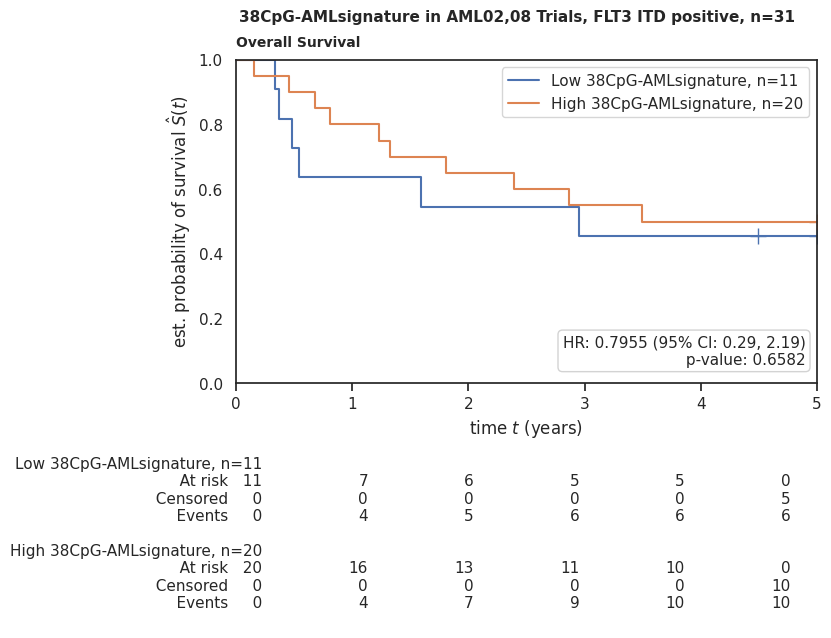 38CpG-AMLsignature in AML02,08 Trials, FLT3 ITD positive, n=31
Overall Survival
1.0
0.8
0.6
0.4
0.2
0.0
est. probability of survival Ŝ(t)
Low 38CpG-AMLsignature, n=11
High 38CpG-AMLsignature, n=20
HR: 0.7955 (95% CI: 0.29, 2.19)
p-value: 0.6582
0 1 2 3 4 5
time t (years)
Low 38CpG-AMLsignature, n=11
At risk 11 7 6 5 5 0
Censored 0 0 0 0 0 5
Events 0 4 5 6 6 6
High 38CpG-AMLsignature, n=20
At risk 20 16 13 11 10 0
Censored 0 0 0 0 0 10
Events 0 4 7 9 10 10